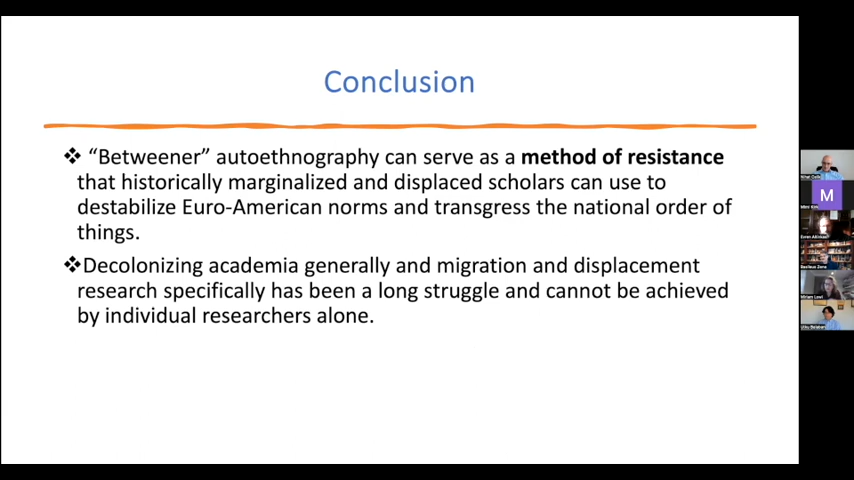 Conclusion
❖ “Betweener” autoethnography can serve as a method of resistance
that historically marginalized and displaced scholars can use to
destabilize Euro-American norms and transgress the national order of
things.
❖Decolonizing academia generally and migration and displacement
research specifically has been a long struggle and cannot be achieved
by individual researchers alone.
M
Miriam Lowi